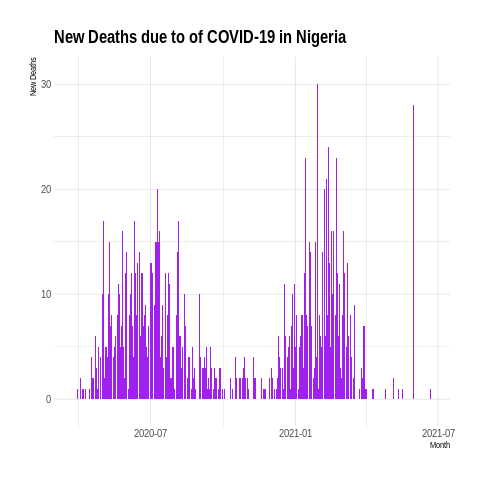 New Deaths due to of COVID-19 in Nigeria
New Deaths
30
20
10
0
2020-07
2021-01
2021-07
Month